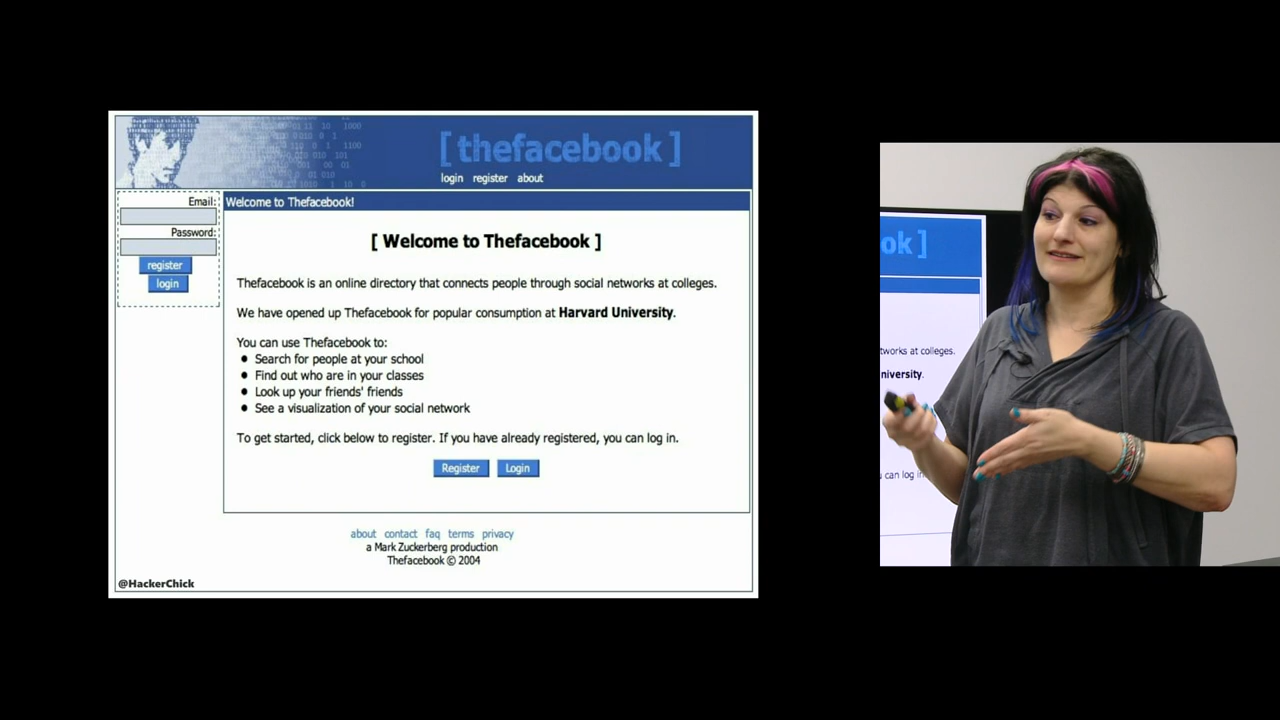 [ thefacebook ]
login register about
Email:
Password:
register
login
Welcome to Thefacebook!
[ Welcome to Thefacebook ]
Thefacebook is an online directory that connects people through social networks at colleges.
We have opened up Thefacebook for popular consumption at Harvard University.
You can use Thefacebook to:
• Search for people at your school
• Find out who are in your classes
• Look up your friends' friends
• See a visualization of your social network
To get started, click below to register. If you have already registered, you can log in.
Register Login
about contact faq terms privacy
a Mark Zuckerberg production
Thefacebook © 2004
@HackerChick
ok ]
tworks at colleges.
niversity.
can log in